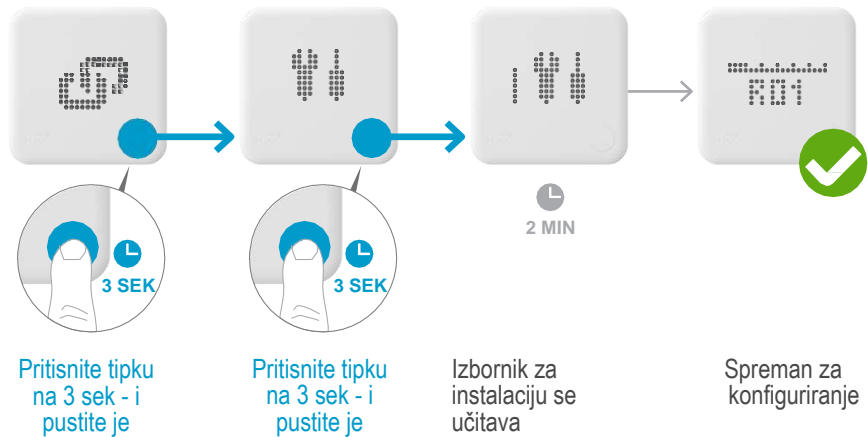 R01
3 SEK
3 SEK
2 MIN
Pritisnite tipku
na 3 sek - i
pustite je
Pritisnite tipku
na 3 sek - i
pustite je
Izbornik za
instalaciju se
učitava
Spreman za
konfiguriranje